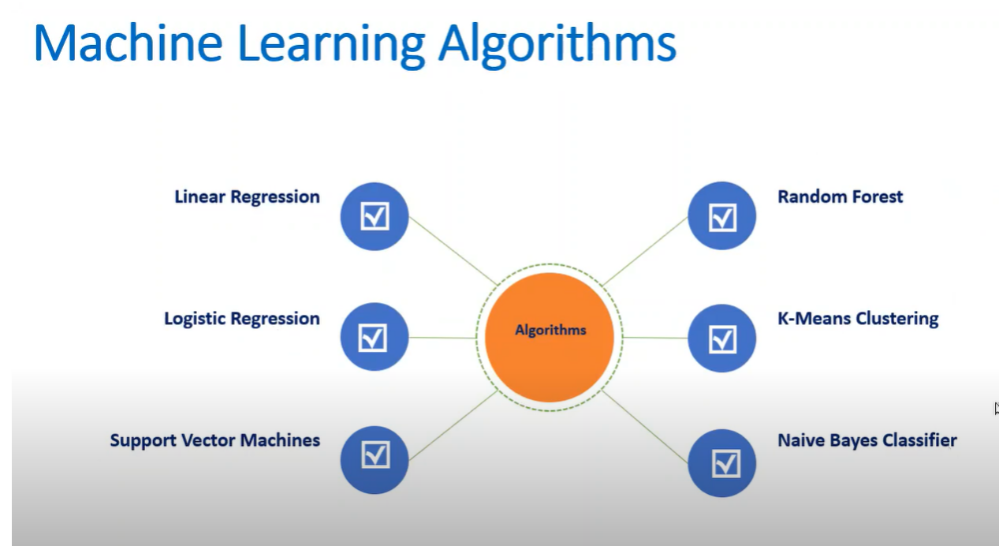 Machine Learning Algorithms
Linear Regression
Random Forest
Logistic Regression
Algorithms
K-Means Clustering
Support Vector Machines
Naive Bayes Classifier